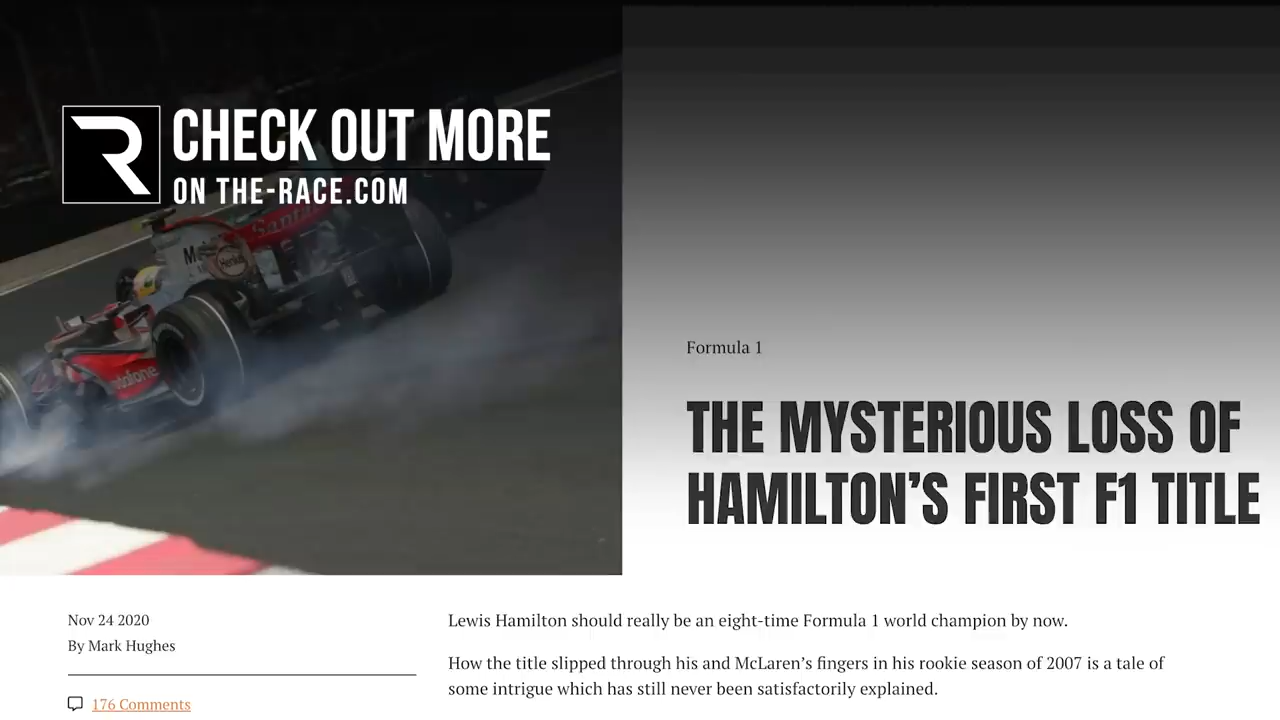 CHECK OUT MORE
ON THE-RACE.COM
Santa
Henkel
vodafone
Formula 1
THE MYSTERIOUS LOSS OF
HAMILTON'S FIRST F1 TITLE
Nov 24 2020
By Mark Hughes
176 Comments
Lewis Hamilton should really be an eight-time Formula 1 world champion by now.
How the title slipped through his and McLaren's fingers in his rookie season of 2007 is a tale of
some intrigue which has still never been satisfactorily explained.